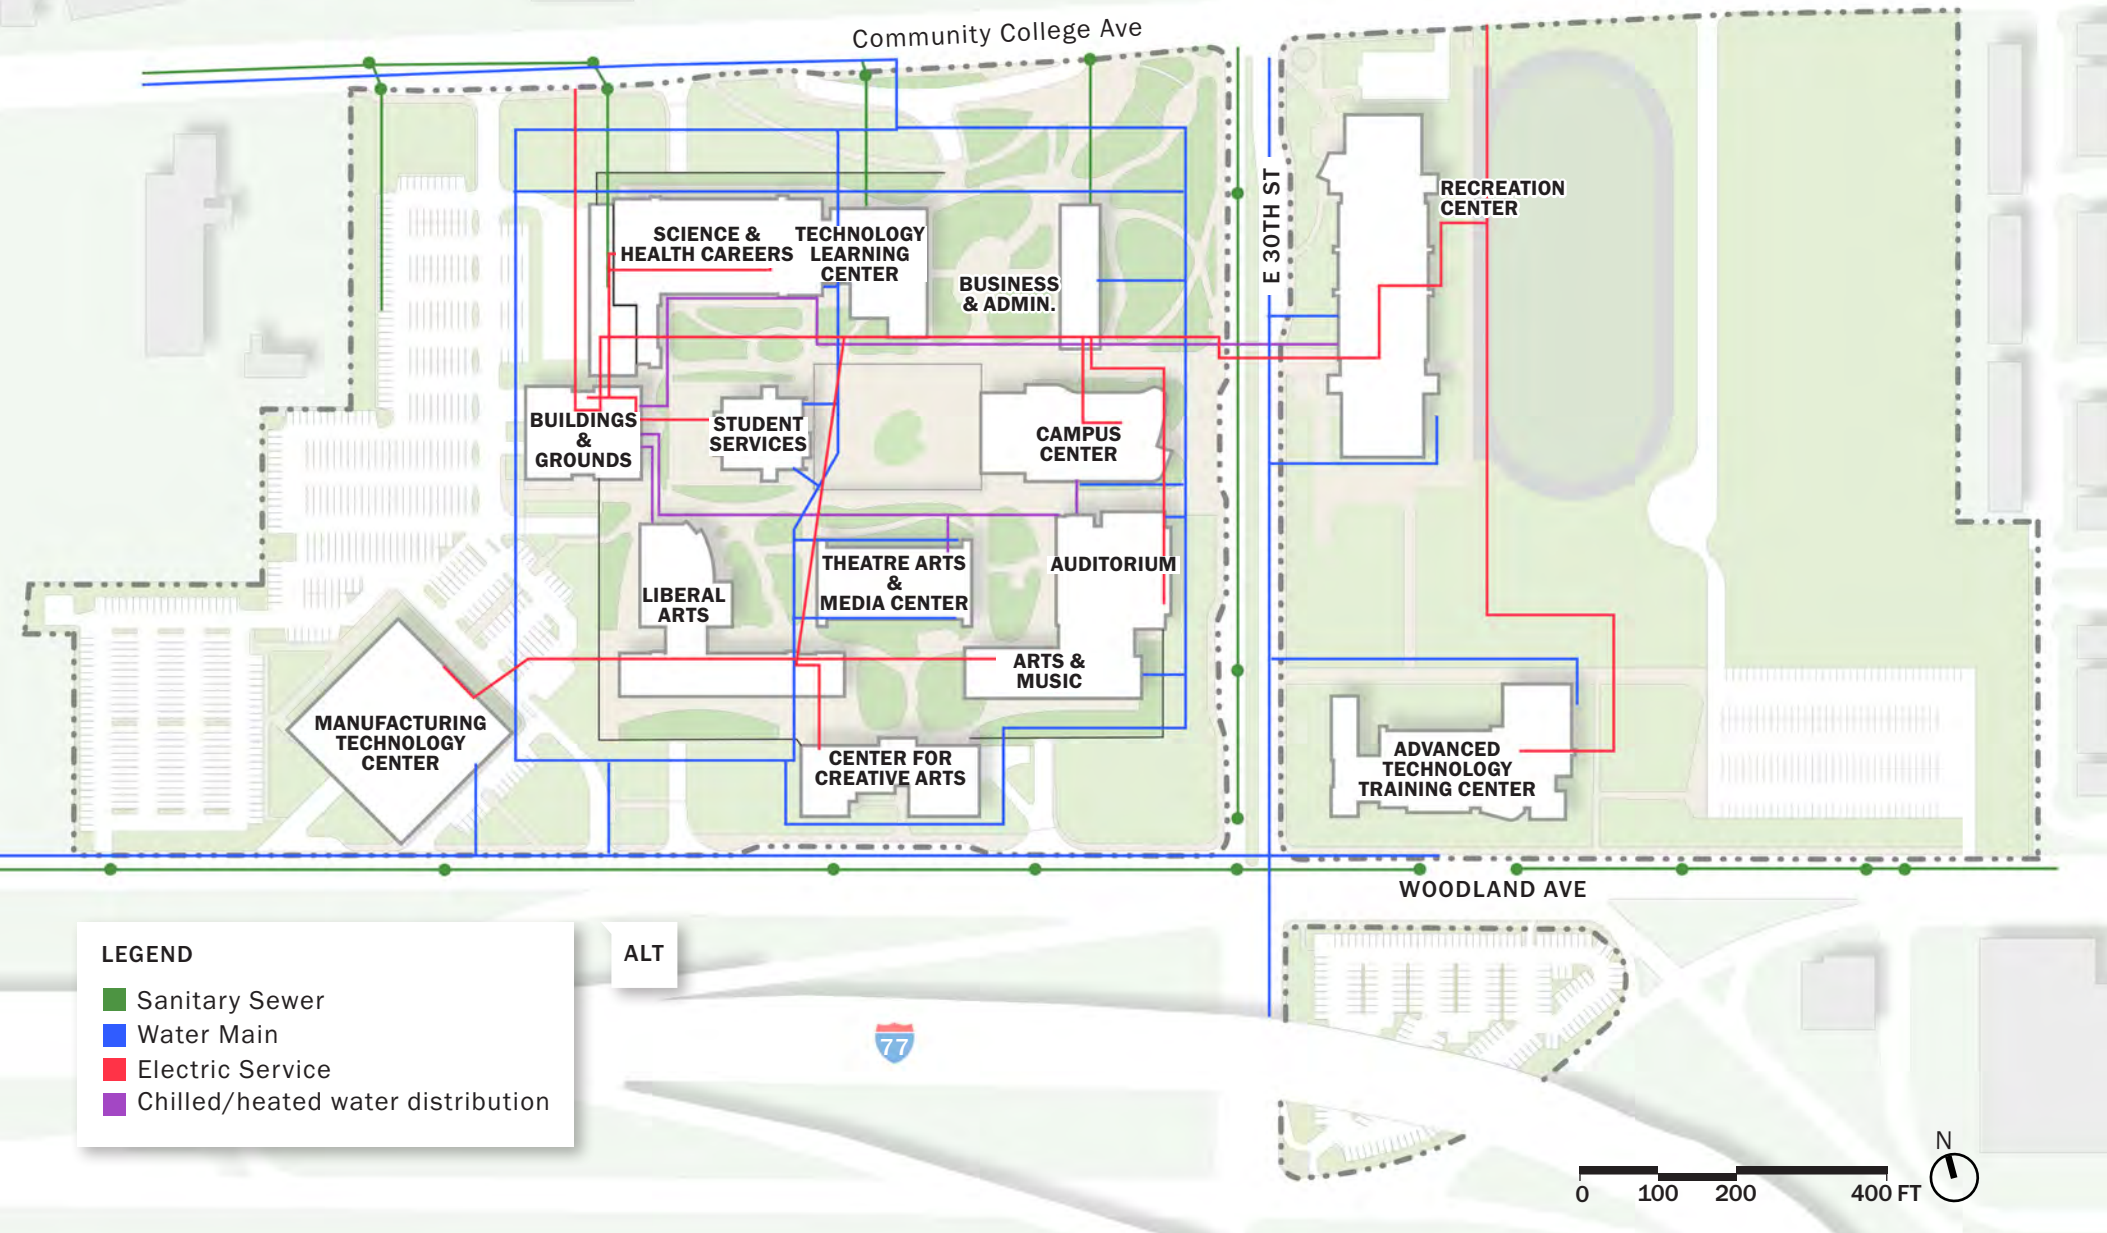 Community College Ave
E 30TH ST
RECREATION
CENTER
SCIENCE &
HEALTH CAREERS
TECHNOLOGY
LEARNING
CENTER
BUSINESS
& ADMIN.
BUILDINGS
&
GROUNDS
STUDENT
SERVICES
CAMPUS
CENTER
LIBERAL
ARTS
THEATRE ARTS
&
MEDIA CENTER
AUDITORIUM
ARTS &
MUSIC
MANUFACTURING
TECHNOLOGY
CENTER
CENTER FOR
CREATIVE ARTS
ADVANCED
TECHNOLOGY
TRAINING CENTER
WOODLAND AVE
LEGEND
Sanitary Sewer
Water Main
Electric Service
Chilled/heated water distribution
ALT
77
N
0 100 200 400 FT